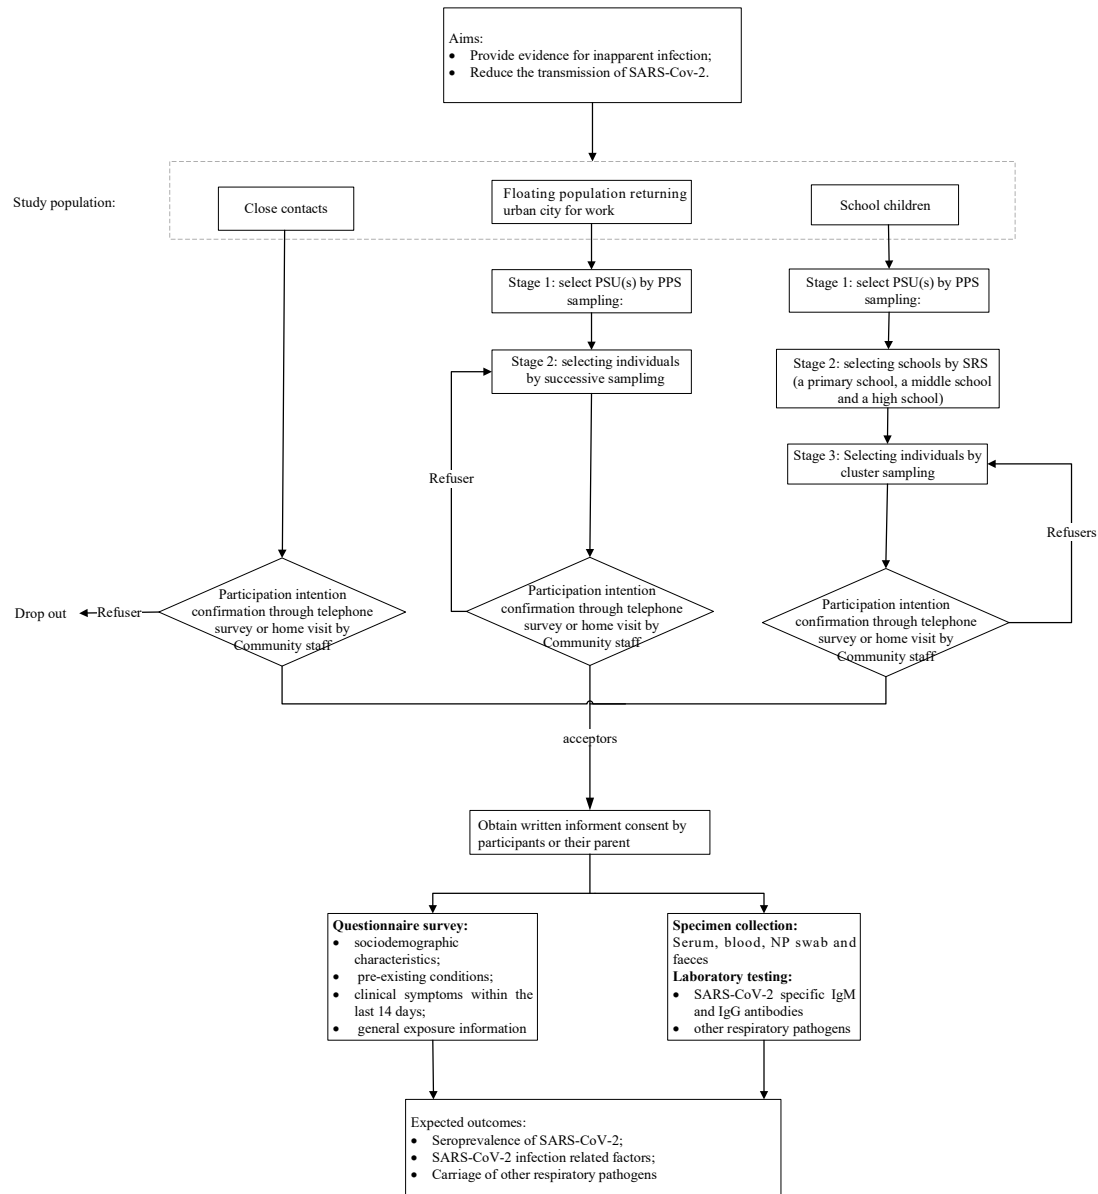 Aims:
• Provide evidence for inapparent infection;
• Reduce the transmission of SARS-Cov-2.
Study population:
Close contacts
Floating population returning
urban city for work
School children
Stage 1: select PSU(s) by PPS
sampling:
Stage 1: select PSU(s) by PPS
sampling:
Stage 2: selecting individuals
by successive samplimg
Stage 2: selecting schools by SRS
(a primary school, a middle school
and a high school)
Stage 3: Selecting individuals by
cluster sampling
Refuser
Refusers
Participation intention
confirmation through telephone
survey or home visit by
Community staff
Drop out
Refuser
Participation intention
confirmation through telephone
survey or home visit by
Community staff
Participation intention
confirmation through telephone
survey or home visit by
Community staff
acceptors
Obtain written informent consent by
participants or their parent
Questionnaire survey:
• sociodemographic
characteristics;
• pre-existing conditions;
• clinical symptoms within the
last 14 days;
• general exposure information
Specimen collection:
Serum, blood, NP swab and
faeces
Laboratory testing:
• SARS-CoV-2 specific IgM
and IgG antibodies
• other respiratory pathogens
Expected outcomes:
• Seroprevalence of SARS-CoV-2;
• SARS-CoV-2 infection related factors;
• Carriage of other respiratory pathogens